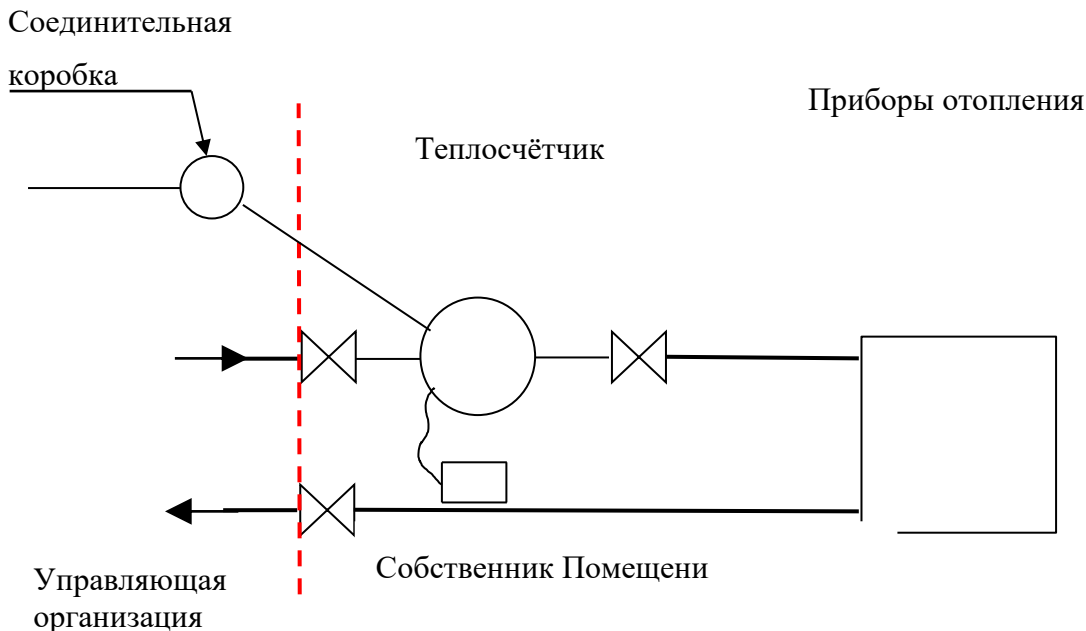 Соединительная
коробка
Приборы отопления
Теплосчётчик
Собственник Помещени
Управляющая
организация